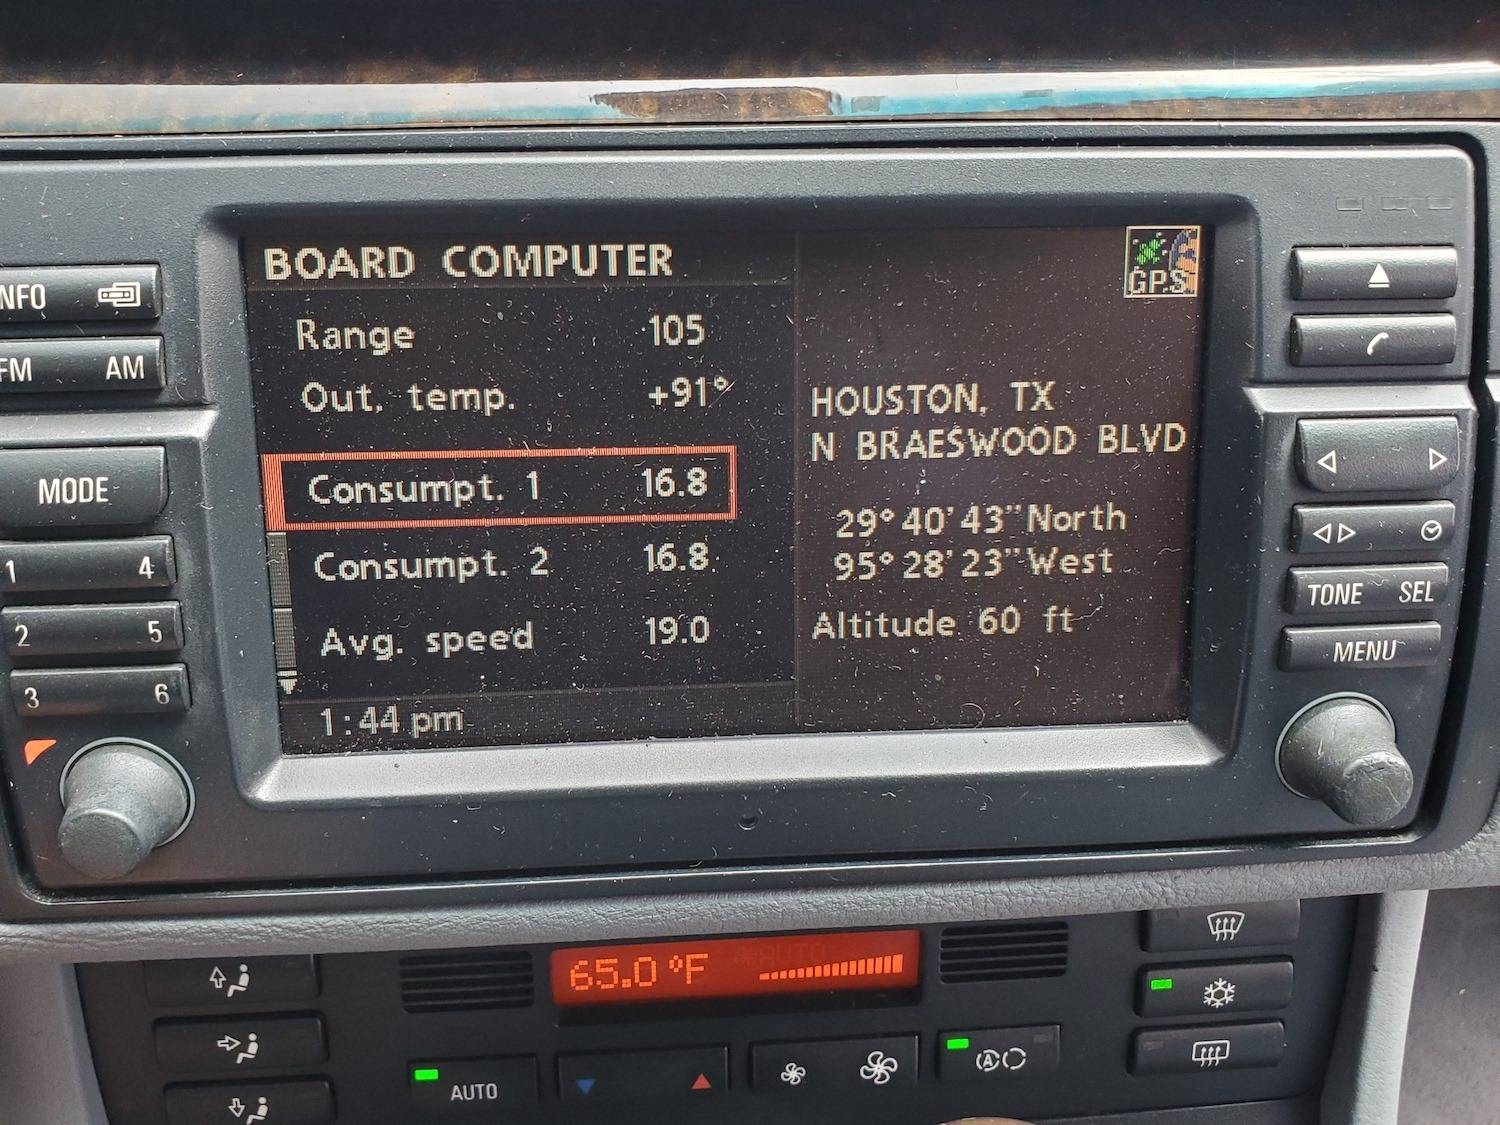 BOARD COMPUTER
GPS
Range 105
Out. temp. +91°
Consumpt. 1 16.8
Consumpt. 2 16.8
Avg. speed 19.0
1:44 pm
HOUSTON, TX
N BRAESWOOD BLVD
29°40'43"North
95°28'23"West
Altitude 60 ft
NFO
FM AM
MODE
1 4
2 5
3 6
TONE SEL
MENU
65.0 °F
AUTO
AUTO
A